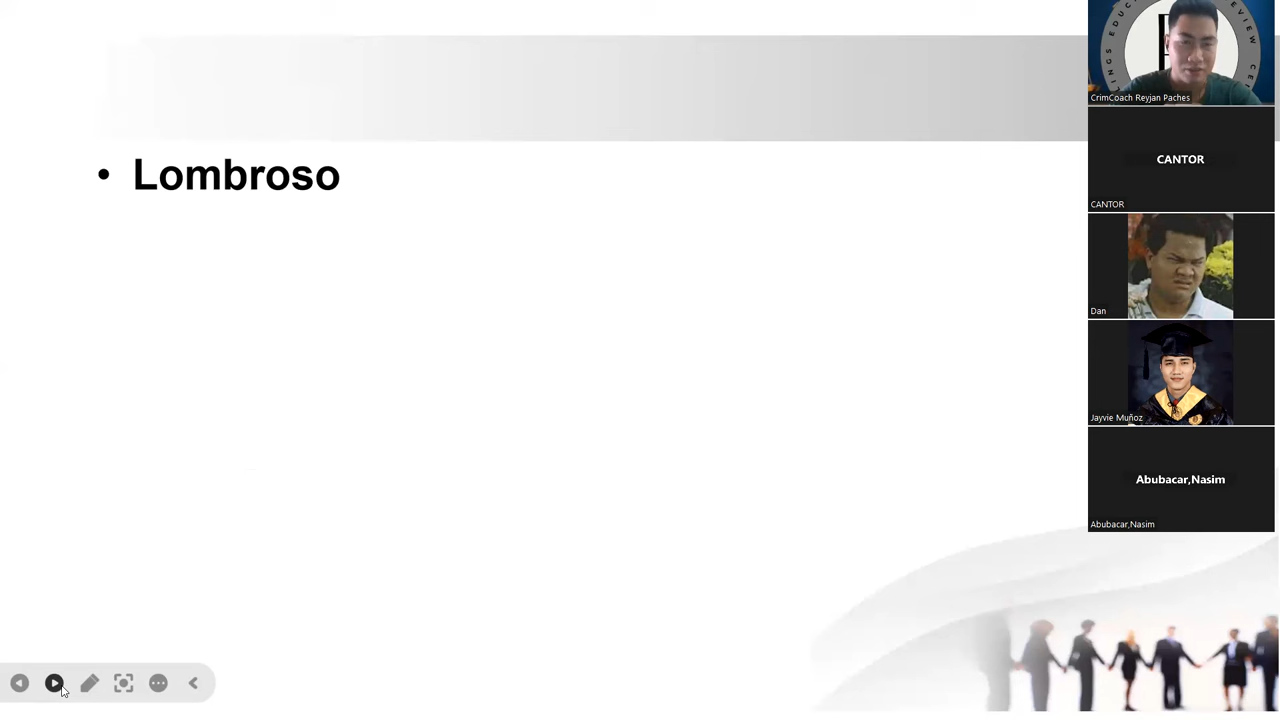 • Lombroso
CrimCoach Reyjan Paches
CANTOR
CANTOR
Dan
Jayvie Muñoz
Abubacar,Nasim
Abubacar,Nasim